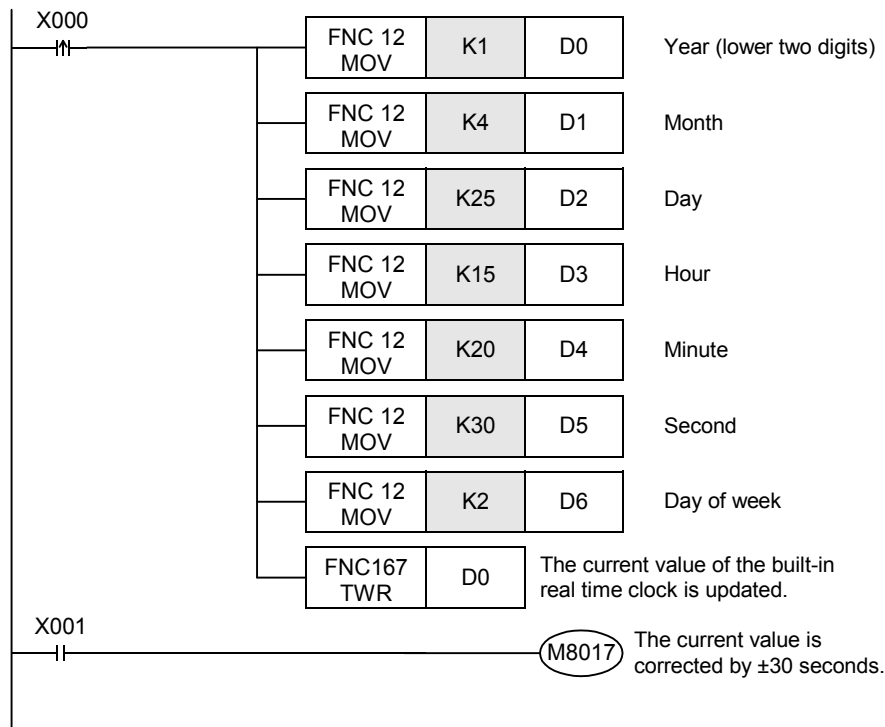 X000
FNC 12 MOV K1 D0 Year (lower two digits)
FNC 12 MOV K4 D1 Month
FNC 12 MOV K25 D2 Day
FNC 12 MOV K15 D3 Hour
FNC 12 MOV K20 D4 Minute
FNC 12 MOV K30 D5 Second
FNC 12 MOV K2 D6 Day of week
FNC167 TWR D0
The current value of the built-in
real time clock is updated.
X001
M8017
The current value is
corrected by ±30 seconds.